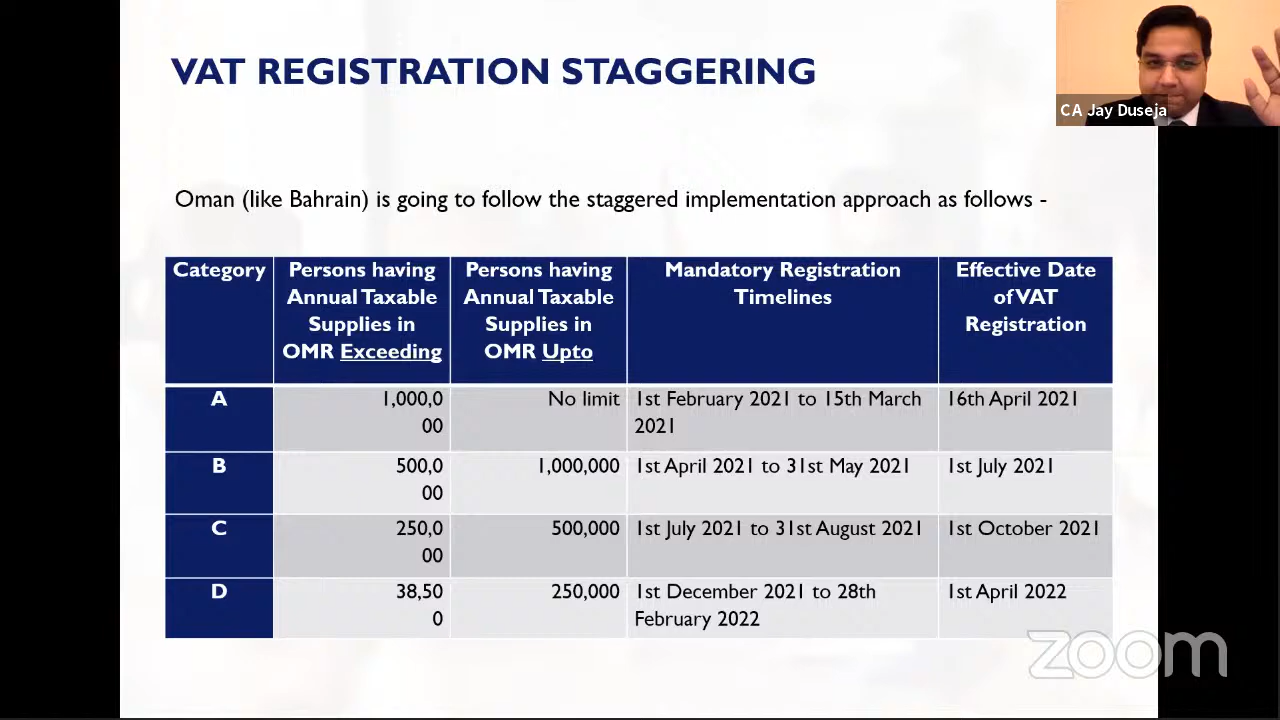 VAT REGISTRATION STAGGERING
CA Jay Duseja
Oman (like Bahrain) is going to follow the staggered implementation approach as follows -
Category
Persons having
Annual Taxable
Supplies in
OMR Exceeding
Persons having
Annual Taxable
Supplies in
OMR Upto
Mandatory Registration
Timelines
Effective Date
of VAT
Registration
A
1,000,0
00
No limit
1st February 2021 to 15th March
2021
16th April 2021
B
500,0
00
1,000,000
1st April 2021 to 31st May 2021
1st July 2021
C
250,0
00
500,000
1st July 2021 to 31st August 2021
1st October 2021
D
38,50
0
250,000
1st December 2021 to 28th
February 2022
1st April 2022
zoom